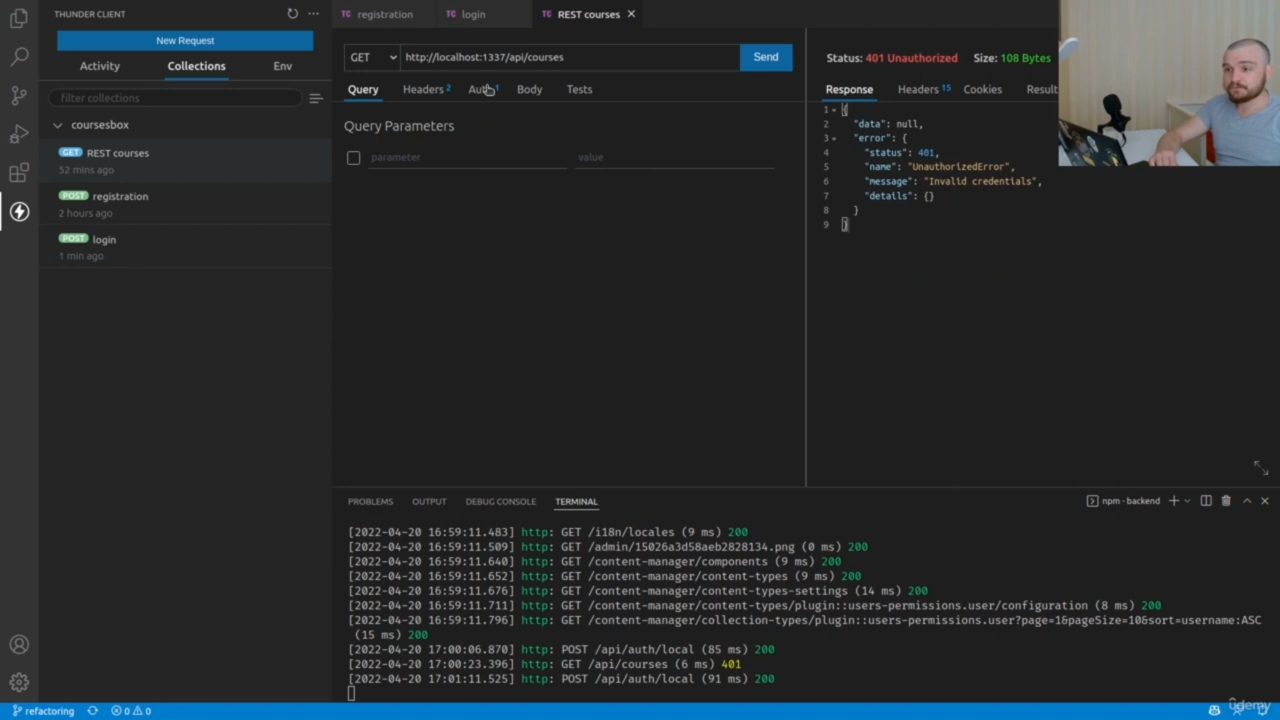 THUNDER CLIENT
New Request
Activity
Collections
Env
filter collections
coursesbox
GET REST courses
52 mins ago
POST registration
2 hours ago
POST login
1 min ago
TC registration
TC login
TC REST courses
GET http://localhost:1337/api/courses Send
Query Headers 2 Auth 1 Body Tests
Query Parameters
parameter value
Status: 401 Unauthorized Size: 108 Bytes
Response Headers 15 Cookies Result
1 {
2 "data": null,
3 "error": {
4 "status": 401,
5 "name": "UnauthorizedError",
6 "message": "Invalid credentials",
7 "details": {}
8 }
9 }
PROBLEMS OUTPUT DEBUG CONSOLE TERMINAL
npm - backend
[2022-04-20 16:59:11.483] http: GET /i18n/locales (9 ms) 200
[2022-04-20 16:59:11.509] http: GET /admin/15026a3d58aeb2828134.png (0 ms) 200
[2022-04-20 16:59:11.640] http: GET /content-manager/components (9 ms) 200
[2022-04-20 16:59:11.652] http: GET /content-manager/content-types (9 ms) 200
[2022-04-20 16:59:11.676] http: GET /content-manager/content-types-settings (14 ms) 200
[2022-04-20 16:59:11.711] http: GET /content-manager/content-types/plugin::users-permissions.user/configuration (8 ms) 200
[2022-04-20 16:59:11.796] http: GET /content-manager/collection-types/plugin::users-permissions.user?page=1&pageSize=10&sort=username:ASC
(15 ms) 200
[2022-04-20 17:00:06.870] http: POST /api/auth/local (85 ms) 200
[2022-04-20 17:00:23.396] http: GET /api/courses (6 ms) 401
[2022-04-20 17:01:11.525] http: POST /api/auth/local (91 ms) 200
refactoring 0 0
udemy